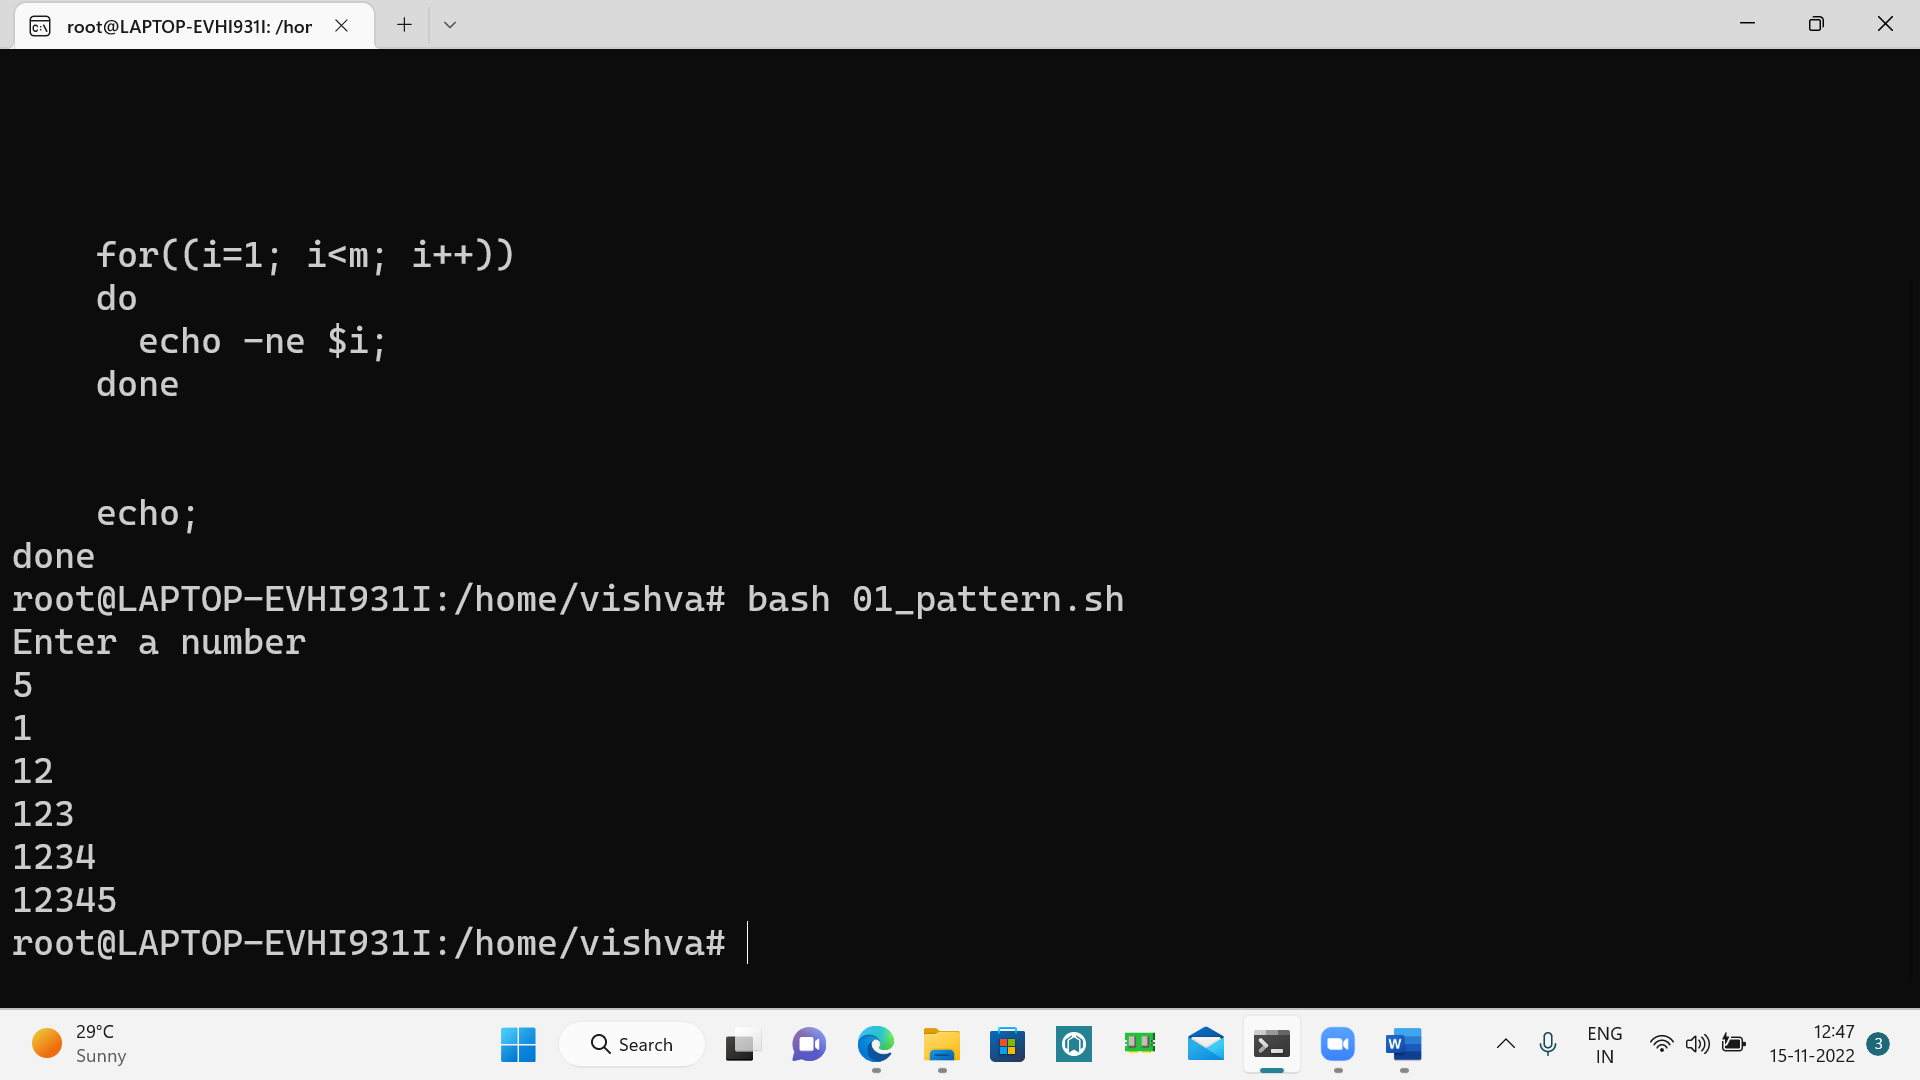 root@LAPTOP-EVHI931I: /hor
for((i=1; i<m; i++))
do
echo -ne $i;
done
echo;
done
root@LAPTOP-EVHI931I:/home/vishva# bash 01_pattern.sh
Enter a number
5
1
12
123
1234
12345
root@LAPTOP-EVHI931I:/home/vishva#
29°C
Sunny
Search
ENG
IN
12:47
15-11-2022
3